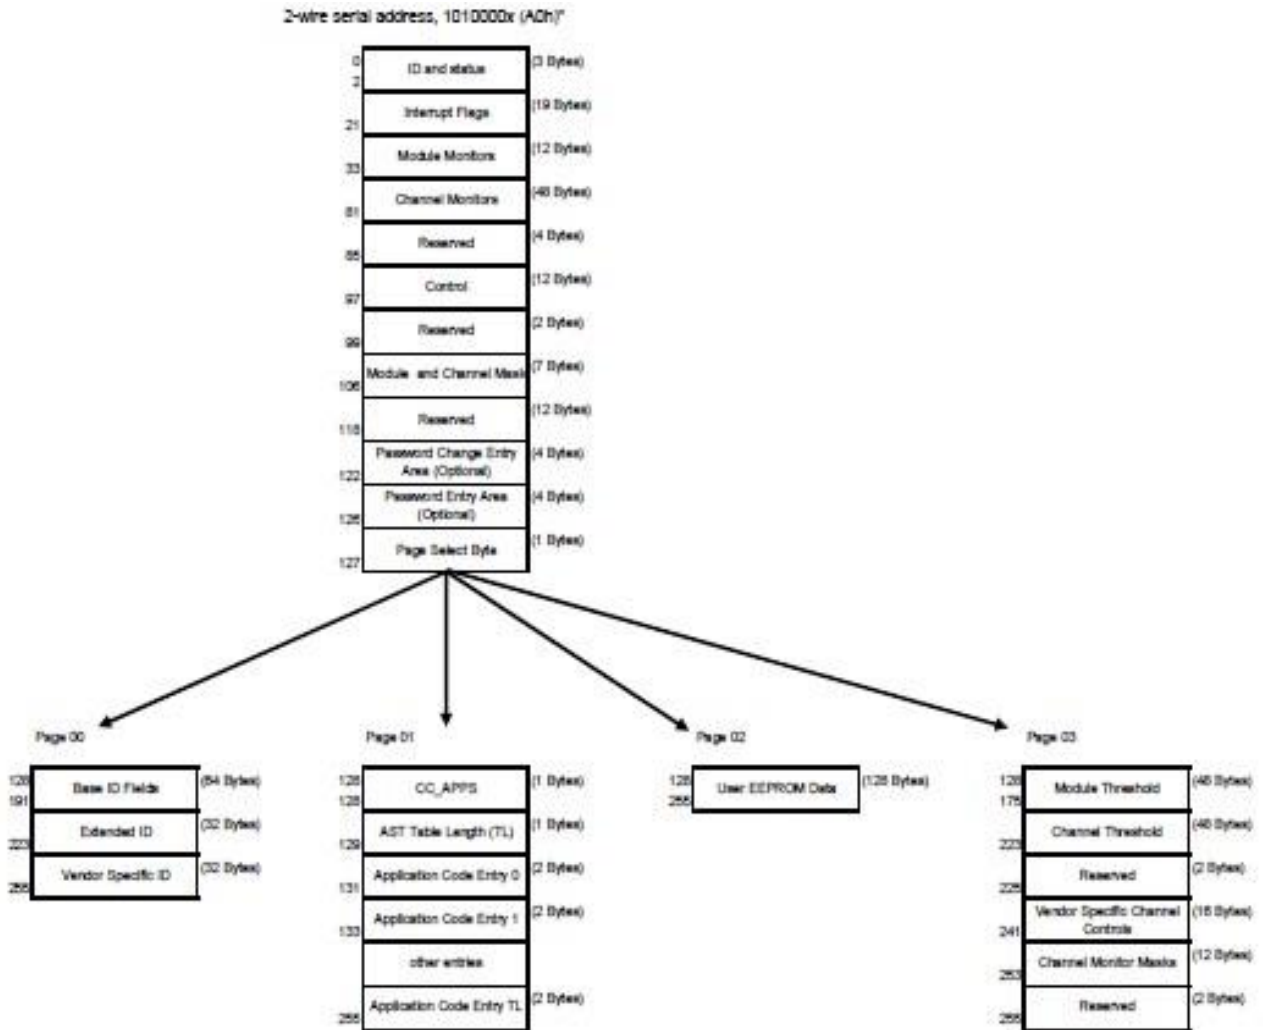 2-wire serial address, 1010000x (A0h)"
0
2
ID and status
(3 Bytes)
21
Interrupt Flags
(19 Bytes)
33
Module Monitors
(12 Bytes)
81
Channel Monitors
(48 Bytes)
85
Reserved
(4 Bytes)
97
Control
(12 Bytes)
99
Reserved
(2 Bytes)
106
Module and Channel Mask
(7 Bytes)
118
Reserved
(12 Bytes)
122
Password Change Entry
Area (Optional)
(4 Bytes)
126
Password Entry Area
(Optional)
(4 Bytes)
127
Page Select Byte
(1 Bytes)
Page 00
128
191
Base ID Fields
(64 Bytes)
223
Extended ID
(32 Bytes)
255
Vendor Specific ID
(32 Bytes)
Page 01
128
128
CC_APPS
(1 Bytes)
129
AST Table Length (TL)
(1 Bytes)
131
Application Code Entry 0
(2 Bytes)
133
Application Code Entry 1
(2 Bytes)
other entries
255
Application Code Entry TL
(2 Bytes)
Page 02
128
255
User EEPROM Data
(128 Bytes)
Page 03
128
175
Module Threshold
(48 Bytes)
223
Channel Threshold
(48 Bytes)
225
Reserved
(2 Bytes)
241
Vendor Specific Channel
Controls
(16 Bytes)
253
Channel Monitor Masks
(12 Bytes)
255
Reserved
(2 Bytes)